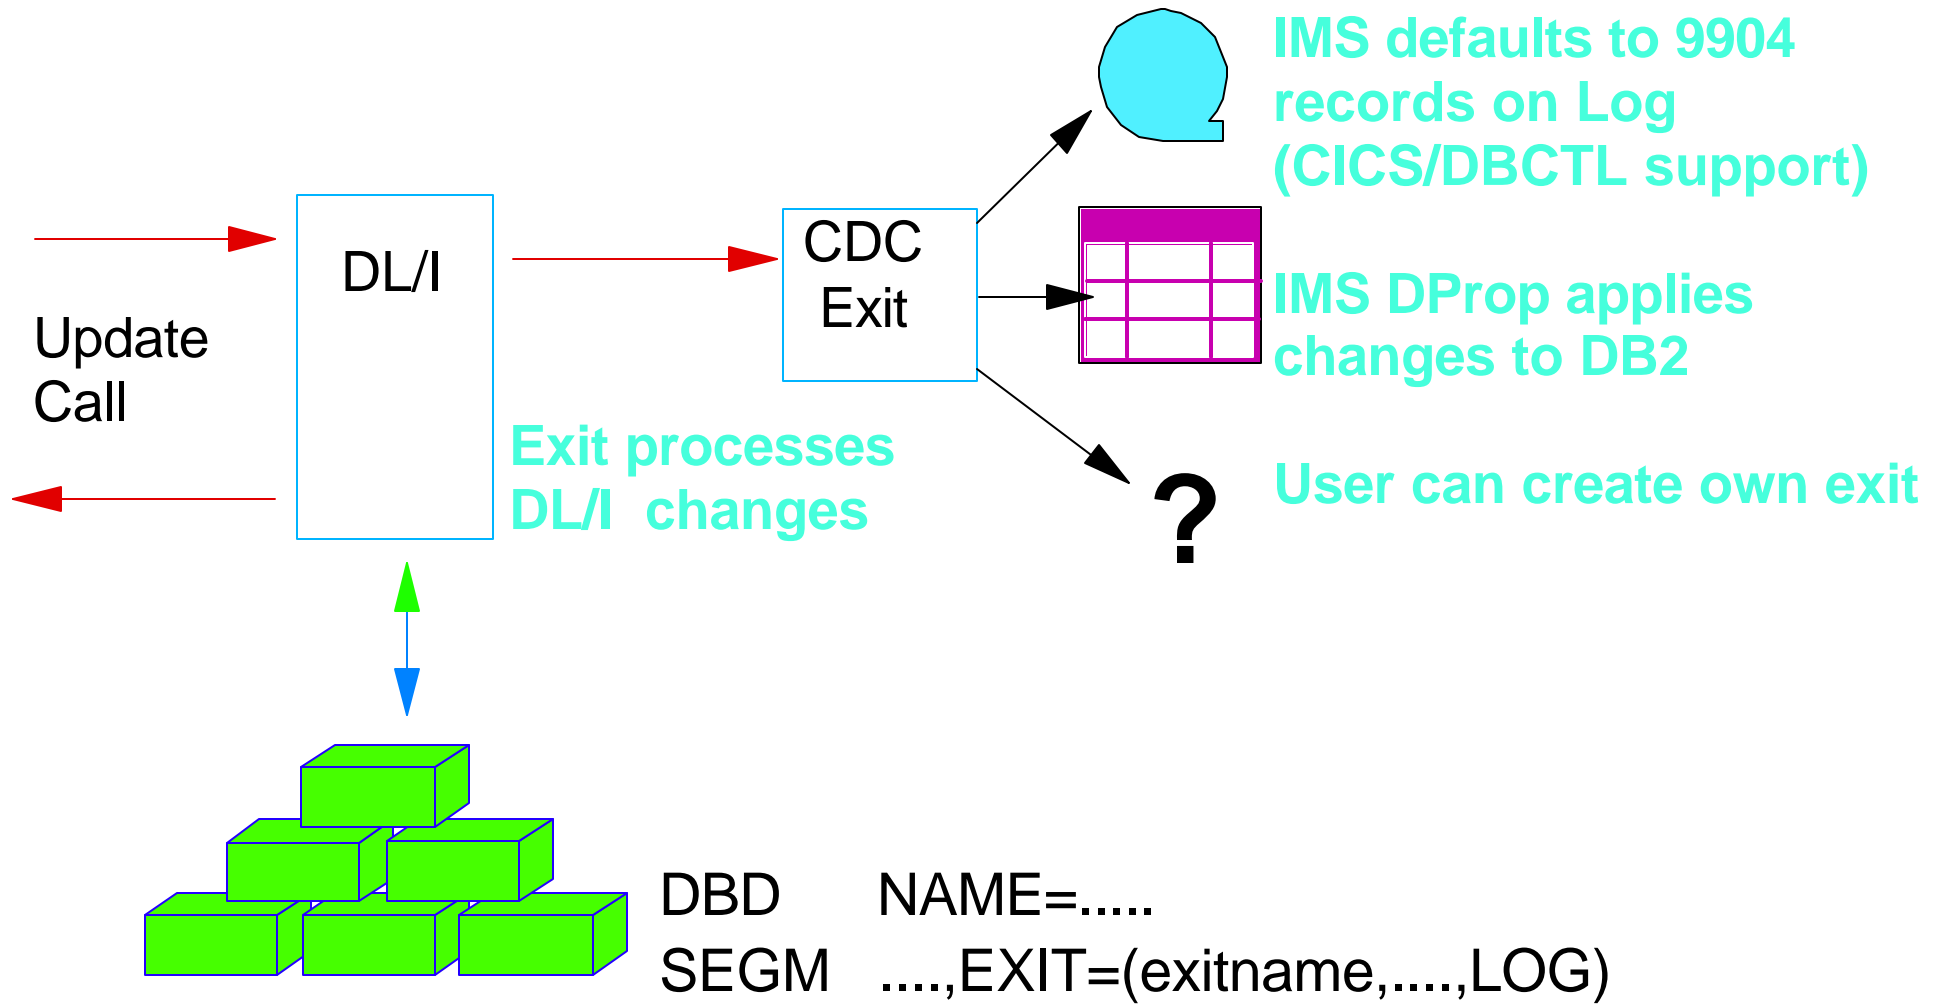 IMS defaults to 9904
records on Log
(CICS/DBCTL support)
DL/I
CDC
Exit
IMS DProp applies
changes to DB2
Update
Call
Exit processes
DL/I changes
?
User can create own exit
DBD NAME=.....
SEGM ....,EXIT=(exitname,....,LOG)